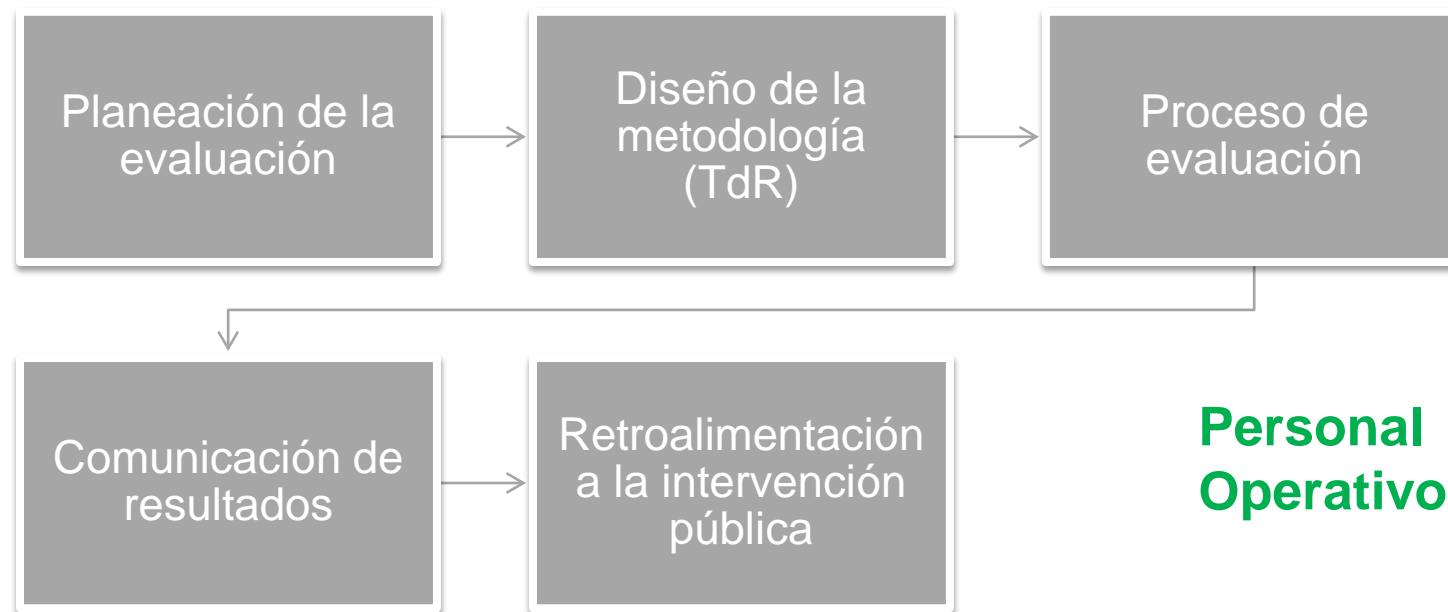 Planeación de la
evaluación
Diseño de la
metodología
(TdR)
Proceso de
evaluación
Comunicación de
resultados
Retroalimentación
a la intervención
pública
Personal
Operativo